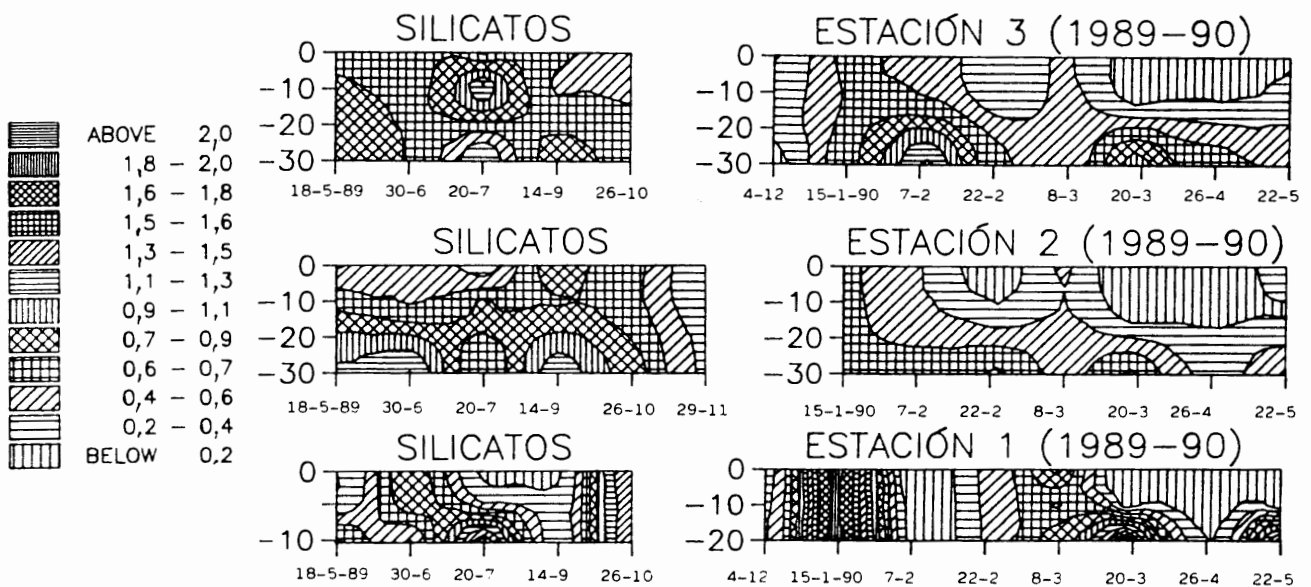 SILICATOS
ESTACIÓN 3 (1989-90)
0
-10
-20
-30
18-5-89 30-6 20-7 14-9 26-10
0
-10
-20
-30
4-12 15-1-90 7-2 22-2 8-3 20-3 26-4 22-5
ABOVE 2,0
1,8 - 2,0
1,6 - 1,8
1,5 - 1,6
1,3 - 1,5
1,1 - 1,3
0,9 - 1,1
0,7 - 0,9
0,6 - 0,7
0,4 - 0,6
0,2 - 0,4
BELOW 0,2
SILICATOS
ESTACIÓN 2 (1989-90)
0
-10
-20
-30
18-5-89 30-6 20-7 14-9 26-10 29-11
0
-10
-20
-30
15-1-90 7-2 22-2 8-3 20-3 26-4 22-5
SILICATOS
ESTACIÓN 1 (1989-90)
0
-10
18-5-89 30-6 20-7 14-9 26-10
0
-10
-20
4-12 15-1-90 7-2 22-2 8-3 20-3 26-4 22-5